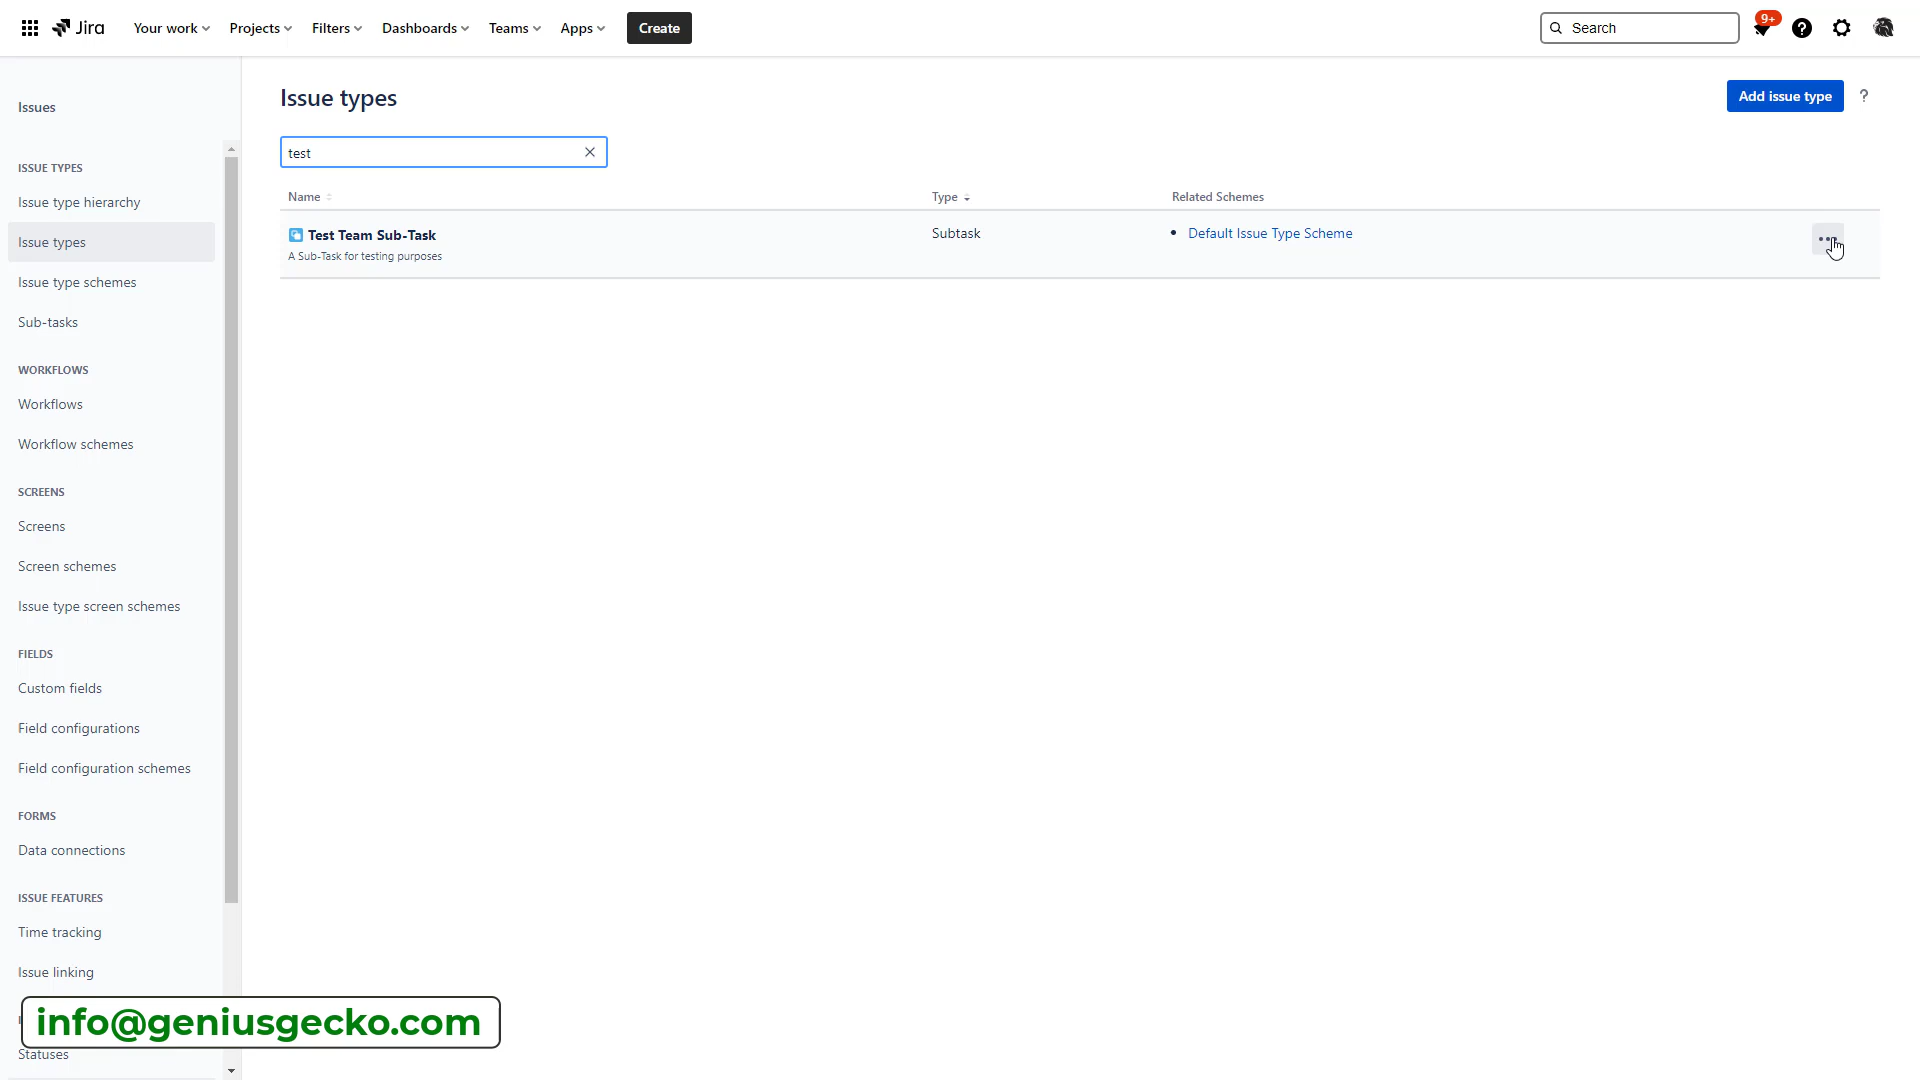 Jira
Your work
Projects
Filters
Dashboards
Teams
Apps
Create
Search
9+
Issues
ISSUE TYPES
Issue type hierarchy
Issue types
Issue type schemes
Sub-tasks
WORKFLOWS
Workflows
Workflow schemes
SCREENS
Screens
Screen schemes
Issue type screen schemes
FIELDS
Custom fields
Field configurations
Field configuration schemes
FORMS
Data connections
ISSUE FEATURES
Time tracking
Issue linking
Statuses
Issue types
Add issue type
?
test
Name
Type
Related Schemes
Test Team Sub-Task
A Sub-Task for testing purposes
Subtask
• Default Issue Type Scheme
info@geniusgecko.com